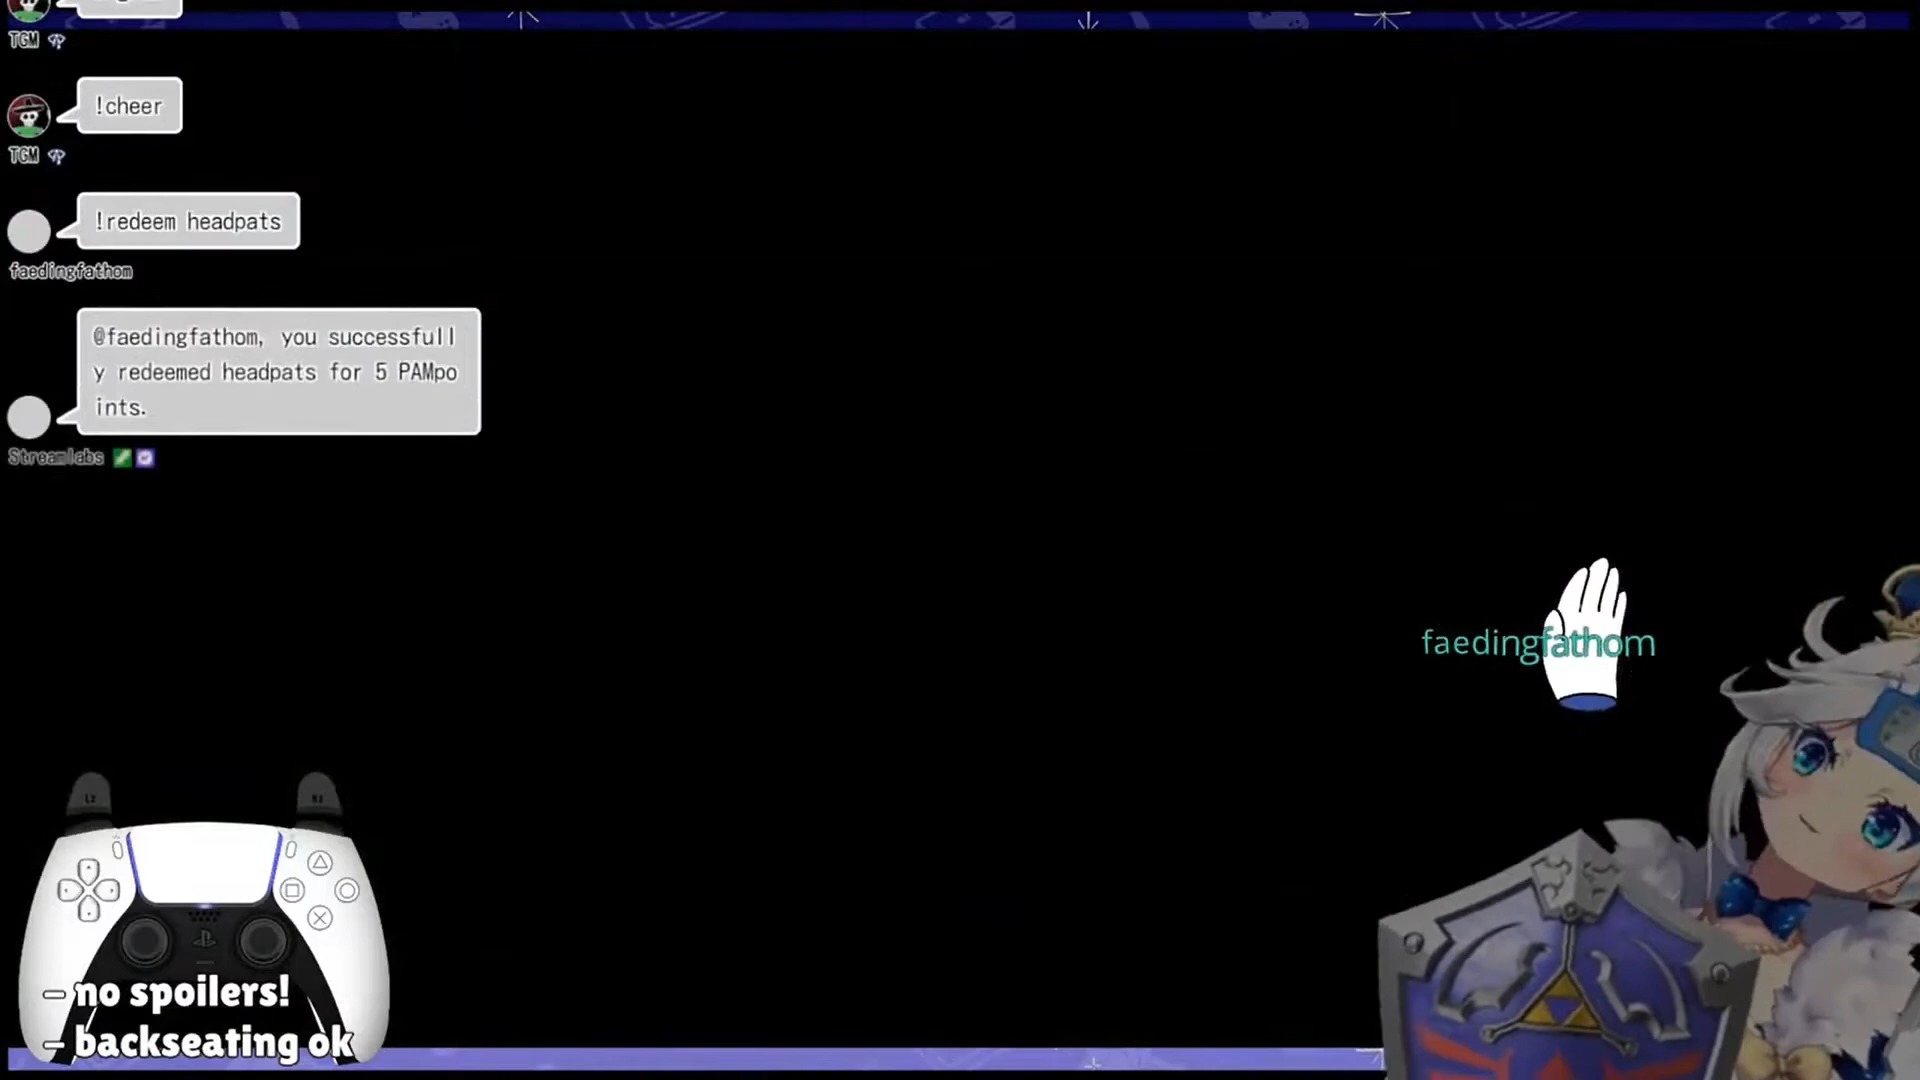 TGM
!cheer
TGM
!redeem headpats
faedingfathom
@faedingfathom, you successfull
y redeemed headpats for 5 PAMpo
ints.
Streamlabs
faedingfathom
L2
– no spoilers!
– backseating ok